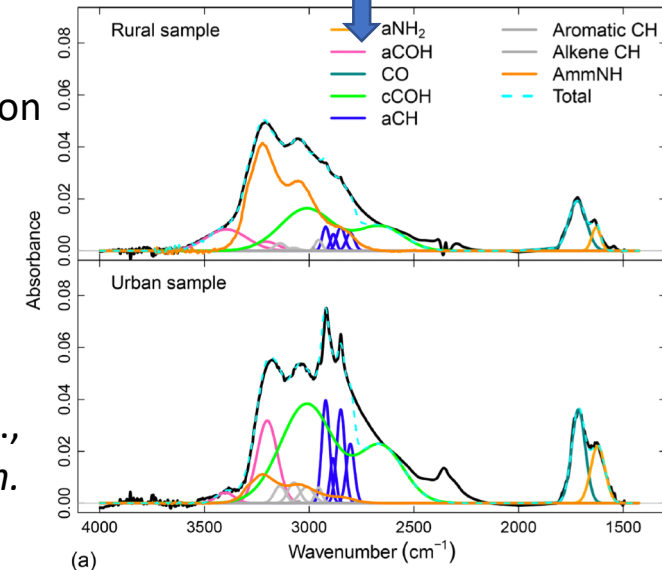 on
.,
n.
Rural sample
aNH₂
aCOH
CO
cCOH
aCH
Aromatic CH
Alkene CH
AmmNH
Total
Absorbance
0.08
0.06
0.04
0.02
0.00
Urban sample
0.08
0.06
0.04
0.02
0.00
4000 3500 3000 2500 2000 1500
Wavenumber (cm⁻¹)
(a)